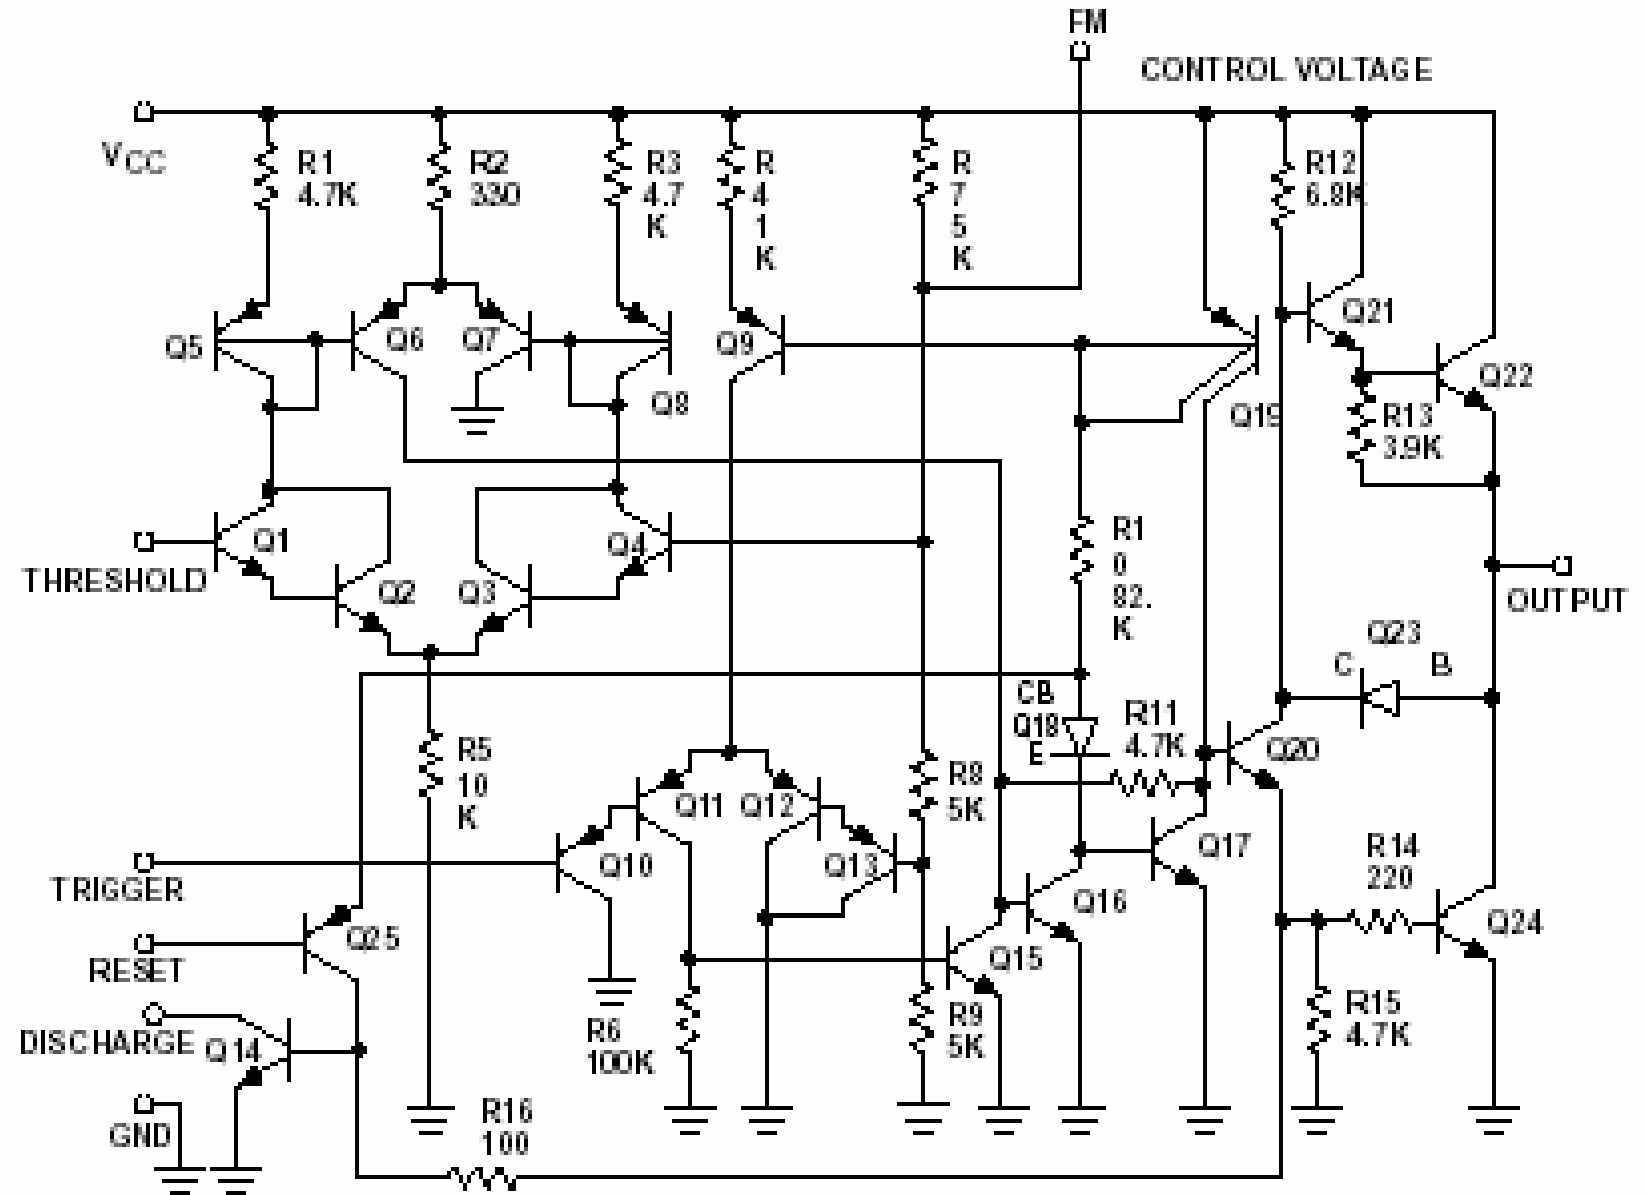 FM
CONTROL VOLTAGE
VCC
R1
4.7K
R2
330
R3
4.7
K
R
4
1
K
R
7
5
K
R12
6.8K
Q5
Q6
Q7
Q8
Q9
Q19
Q21
Q22
R13
3.9K
THRESHOLD
Q1
Q2
Q3
Q4
R1
0
82.
K
OUTPUT
Q23
C
B
CB
Q18
E
R11
4.7K
Q20
R5
10
K
Q11
Q12
R8
5K
TRIGGER
Q10
Q13
Q17
R14
220
Q16
Q24
Q25
RESET
Q15
DISCHARGE
Q14
R6
100K
R9
5K
R15
4.7K
GND
R16
100